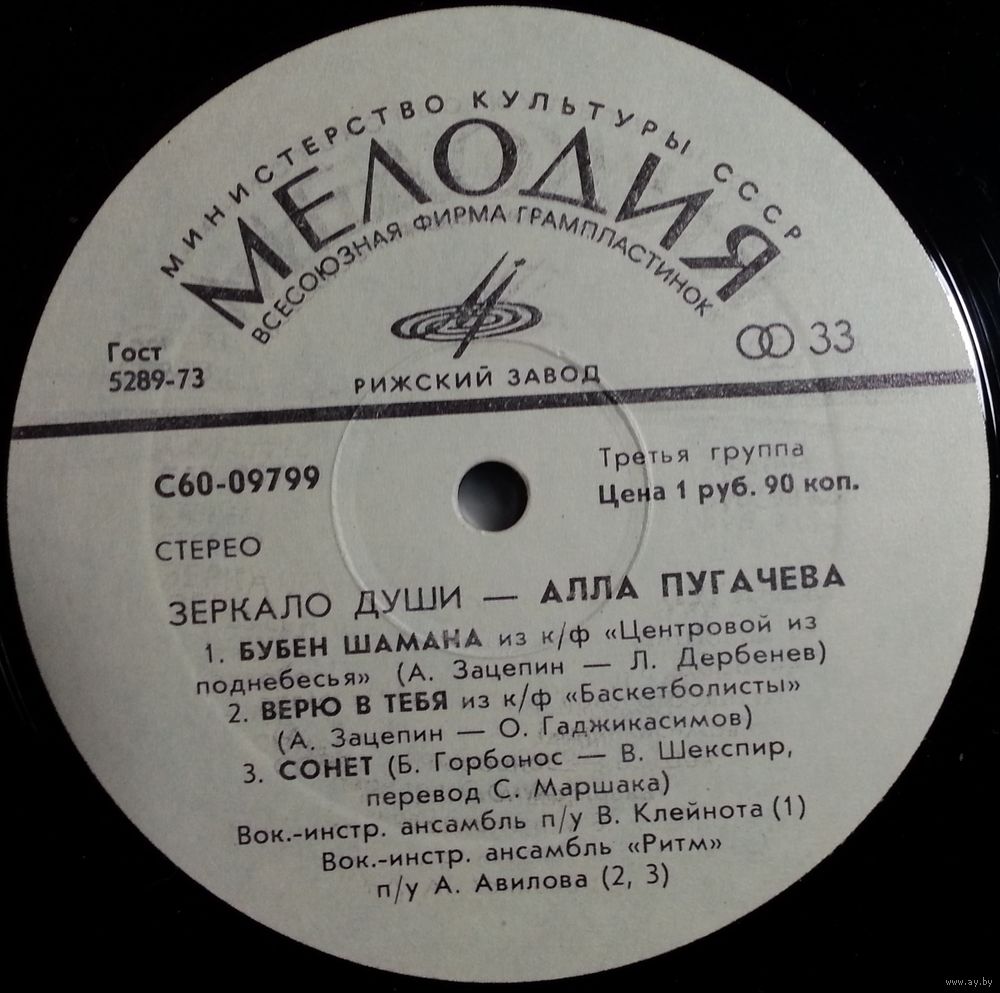 МИНИСТЕРСТВО КУЛЬТУРЫ СССР
МЕЛОДИЯ
ВСЕСОЮЗНАЯ ФИРМА ГРАМПЛАСТИНОК
Гост
5289-73
33
РИЖСКИЙ ЗАВОД
С60-09799
Третья группа
Цена 1 руб. 90 коп.
СТЕРЕО
ЗЕРКАЛО ДУШИ — АЛЛА ПУГАЧЕВА
1. БУБЕН ШАМАНА из к/ф «Центровой из
поднебесья» (А. Зацепин — Л. Дербенев)
2. ВЕРЮ В ТЕБЯ из к/ф «Баскетболисты»
(А. Зацепин — О. Гаджикасимов)
3. СОНЕТ (Б. Горбонос — В. Шекспир,
перевод С. Маршака)
Вок.-инстр. ансамбль п/у В. Клейнота (1)
Вок.-инстр. ансамбль «Ритм»
п/у А. Авилова (2, 3)
www.ay.by